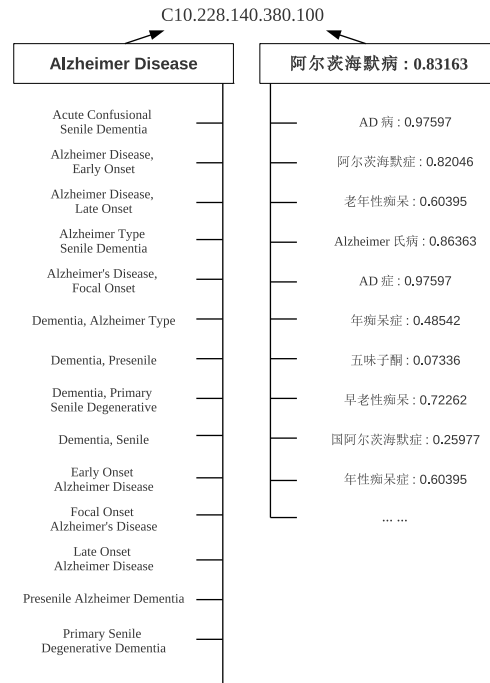 C10.228.140.380.100
Alzheimer Disease
Acute Confusional
Senile Dementia
Alzheimer Disease,
Early Onset
Alzheimer Disease,
Late Onset
Alzheimer Type
Senile Dementia
Alzheimer's Disease,
Focal Onset
Dementia, Alzheimer Type
Dementia, Presenile
Dementia, Primary
Senile Degenerative
Dementia, Senile
Early Onset
Alzheimer Disease
Focal Onset
Alzheimer's Disease
Late Onset
Alzheimer Disease
Presenile Alzheimer Dementia
Primary Senile
Degenerative Dementia
阿尔茨海默病 : 0.83163
AD 病 : 0.97597
阿尔茨海默症 : 0.82046
老年性痴呆 : 0.60395
Alzheimer 氏病 : 0.86363
AD 症 : 0.97597
年痴呆症 : 0.48542
五味子酮 : 0.07336
早老性痴呆 : 0.72262
国阿尔茨海默症 : 0.25977
年性痴呆症 : 0.60395
... ...